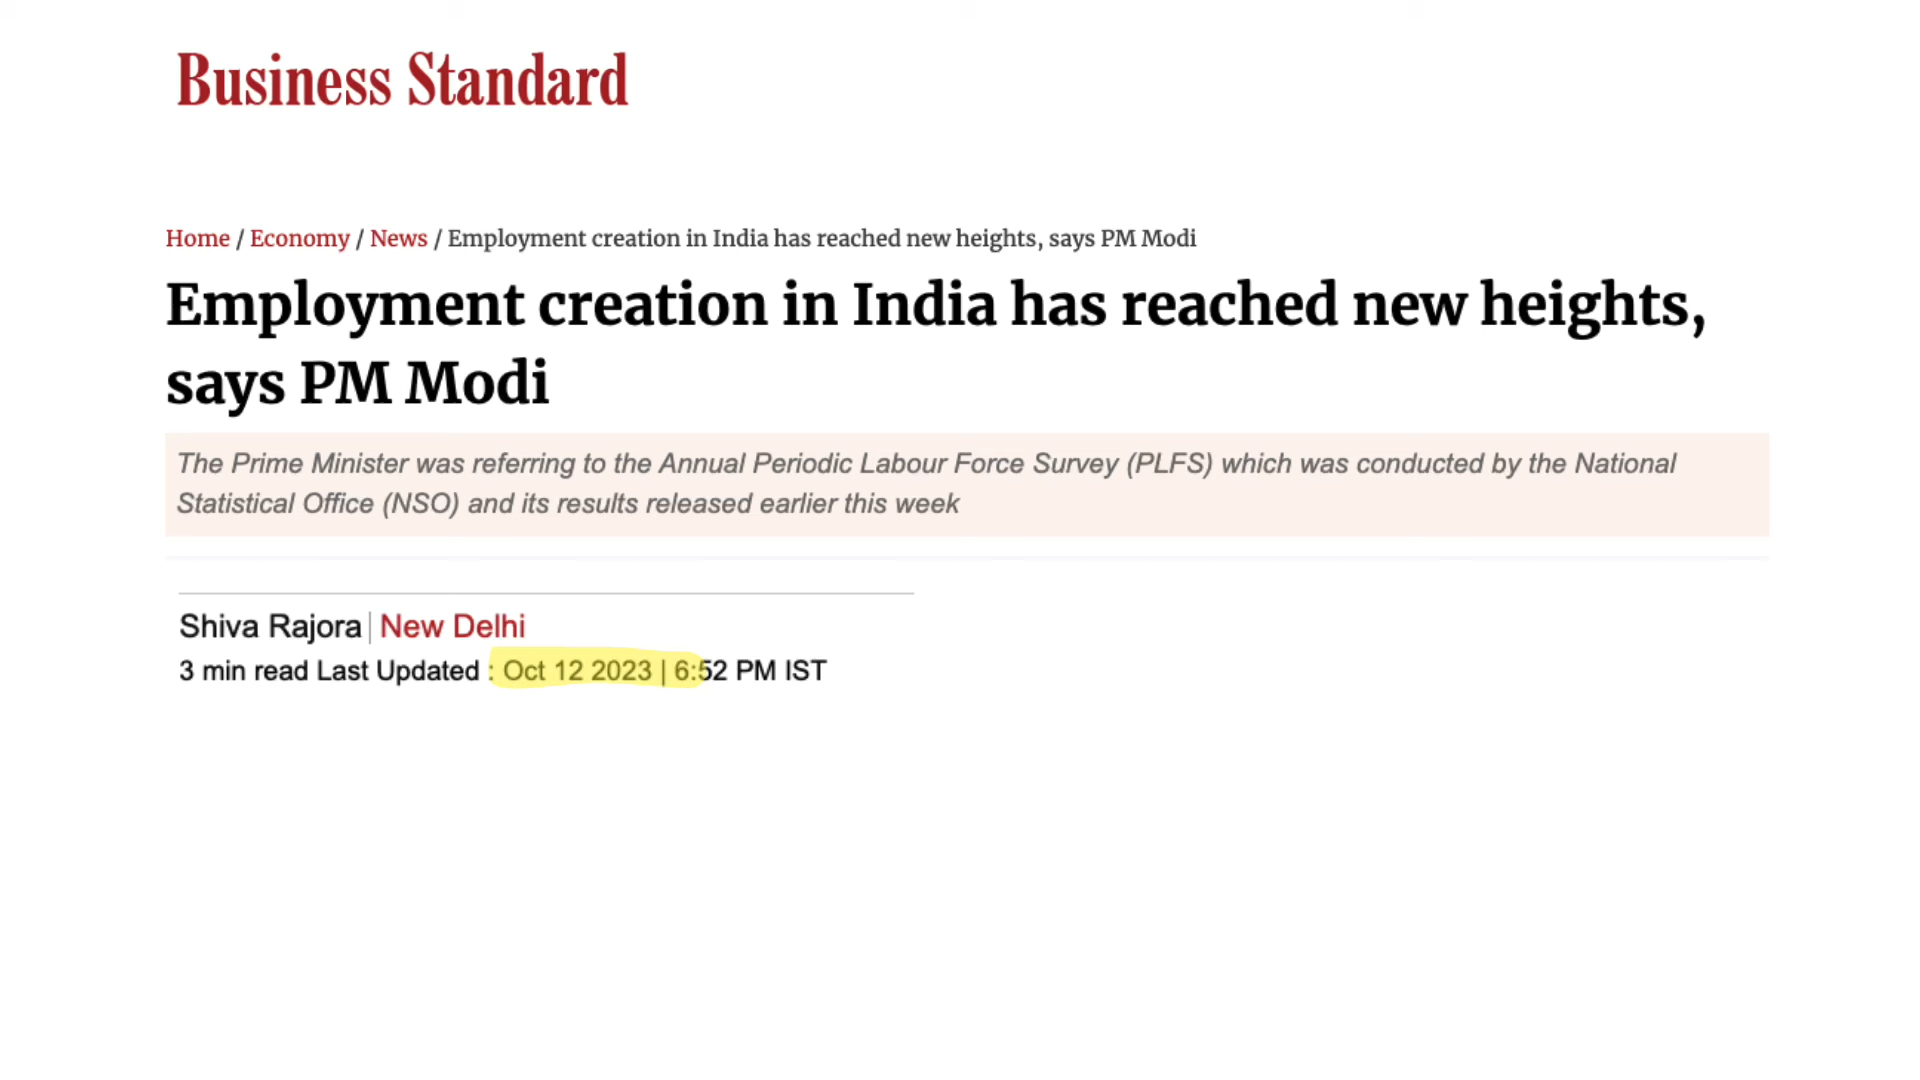 Business Standard
Home / Economy / News / Employment creation in India has reached new heights, says PM Modi
Employment creation in India has reached new heights,
says PM Modi
The Prime Minister was referring to the Annual Periodic Labour Force Survey (PLFS) which was conducted by the National
Statistical Office (NSO) and its results released earlier this week
Shiva Rajora | New Delhi
3 min read Last Updated : Oct 12 2023 | 6:52 PM IST